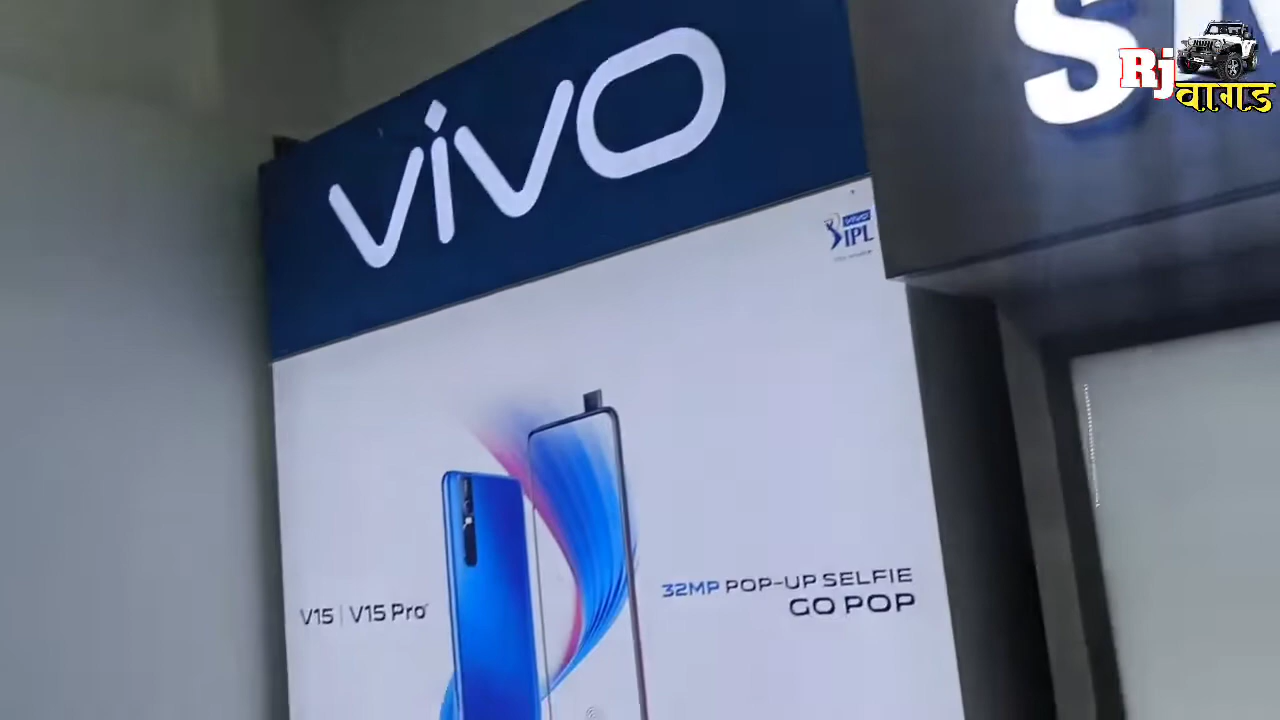 vivo
S
Rj
वागड
vivo
IPL
32MP POP-UP SELFIE
GO POP
V15 | V15 Pro